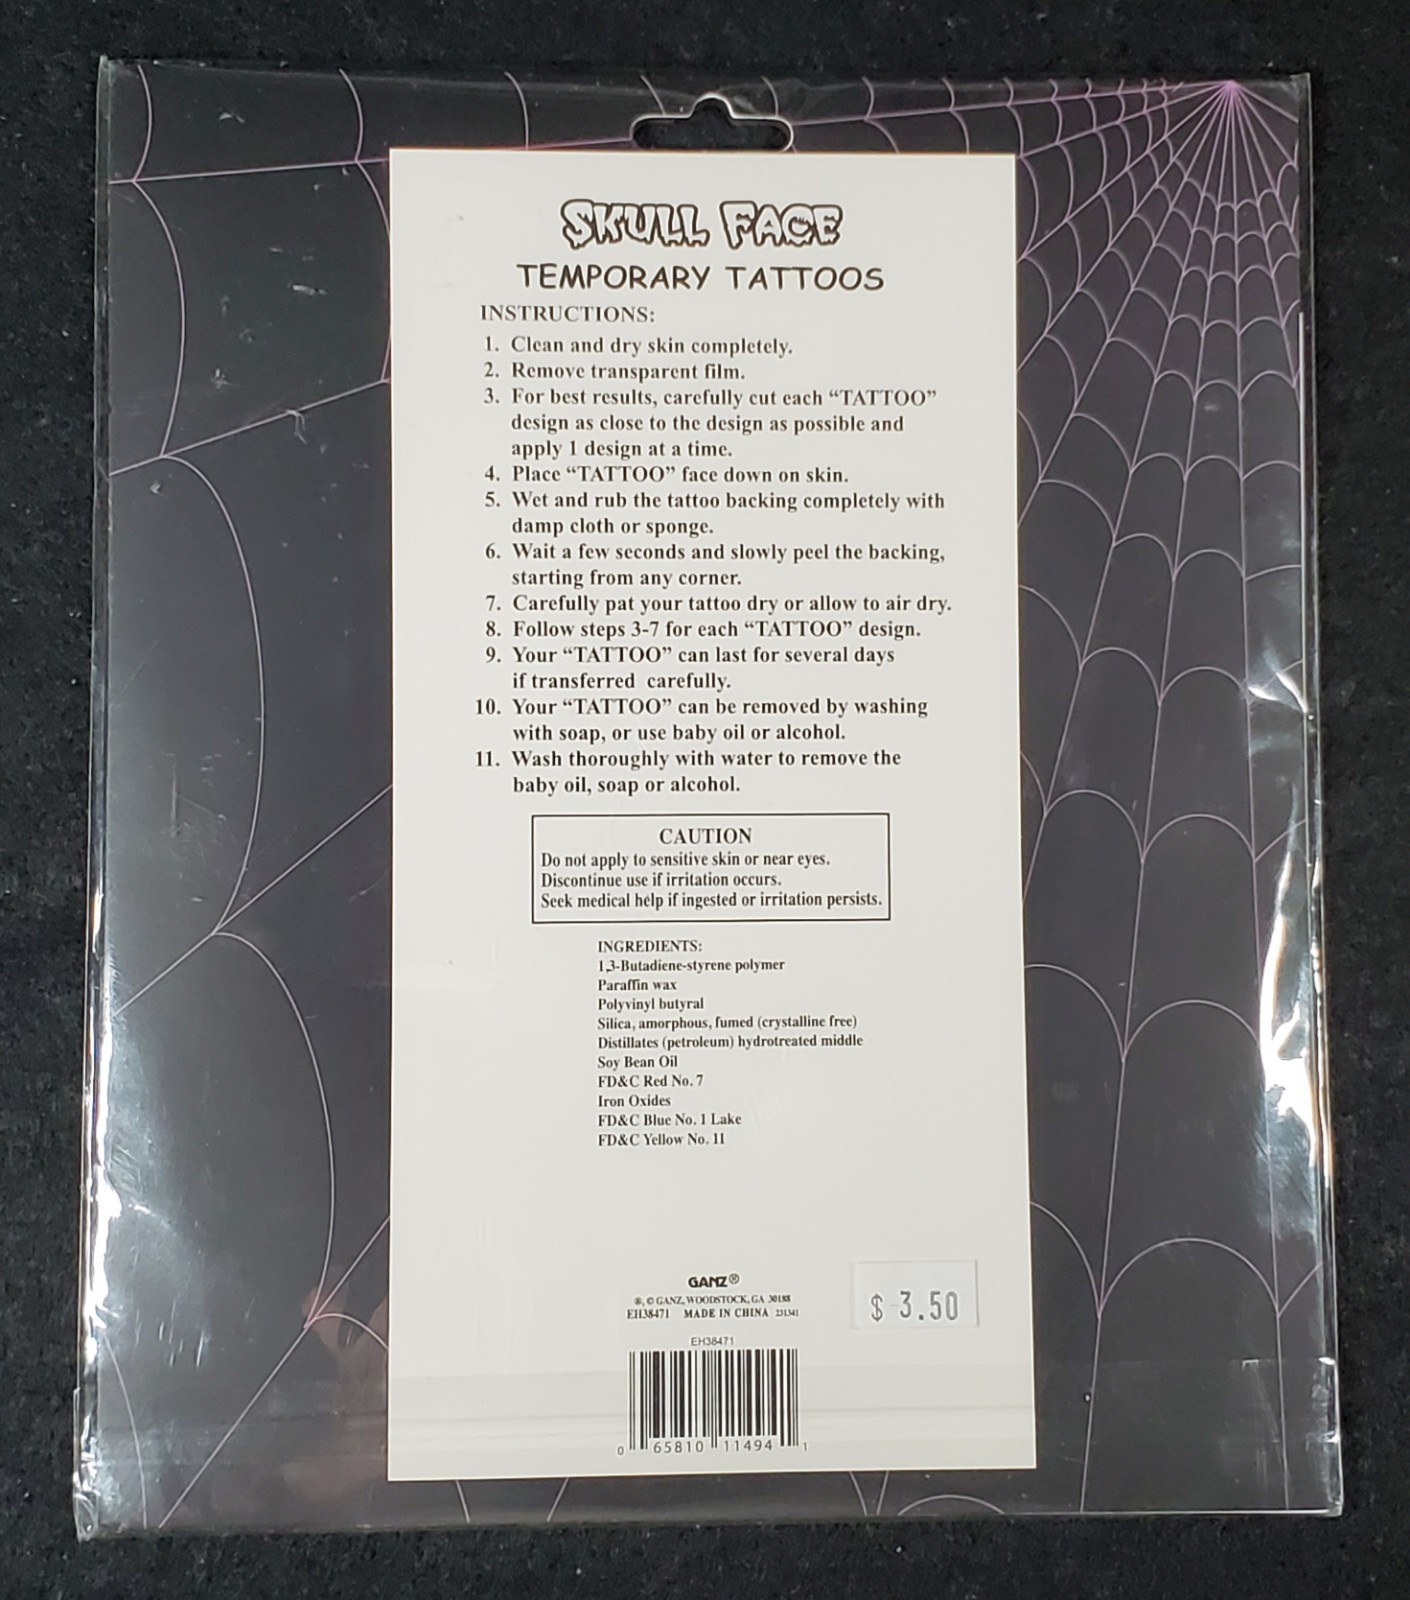 SKULL FACE
TEMPORARY TATTOOS
INSTRUCTIONS:
1. Clean and dry skin completely.
2. Remove transparent film.
3. For best results, carefully cut each “TATTOO”
design as close to the design as possible and
apply 1 design at a time.
4. Place “TATTOO” face down on skin.
5. Wet and rub the tattoo backing completely with
damp cloth or sponge.
6. Wait a few seconds and slowly peel the backing,
starting from any corner.
7. Carefully pat your tattoo dry or allow to air dry.
8. Follow steps 3-7 for each “TATTOO” design.
9. Your “TATTOO” can last for several days
if transferred carefully.
10. Your “TATTOO” can be removed by washing
with soap, or use baby oil or alcohol.
11. Wash thoroughly with water to remove the
baby oil, soap or alcohol.
CAUTION
Do not apply to sensitive skin or near eyes.
Discontinue use if irritation occurs.
Seek medical help if ingested or irritation persists.
INGREDIENTS:
1,3-Butadiene-styrene polymer
Paraffin wax
Polyvinyl butyral
Silica, amorphous, fumed (crystalline free)
Distillates (petroleum) hydrotreated middle
Soy Bean Oil
FD&C Red No. 7
Iron Oxides
FD&C Blue No. 1 Lake
FD&C Yellow No. 11
GANZ®
®, © GANZ, WOODSTOCK, GA 30188
EH38471 MADE IN CHINA 231341
$ 3.50
EH38471
0 65810 11494 1